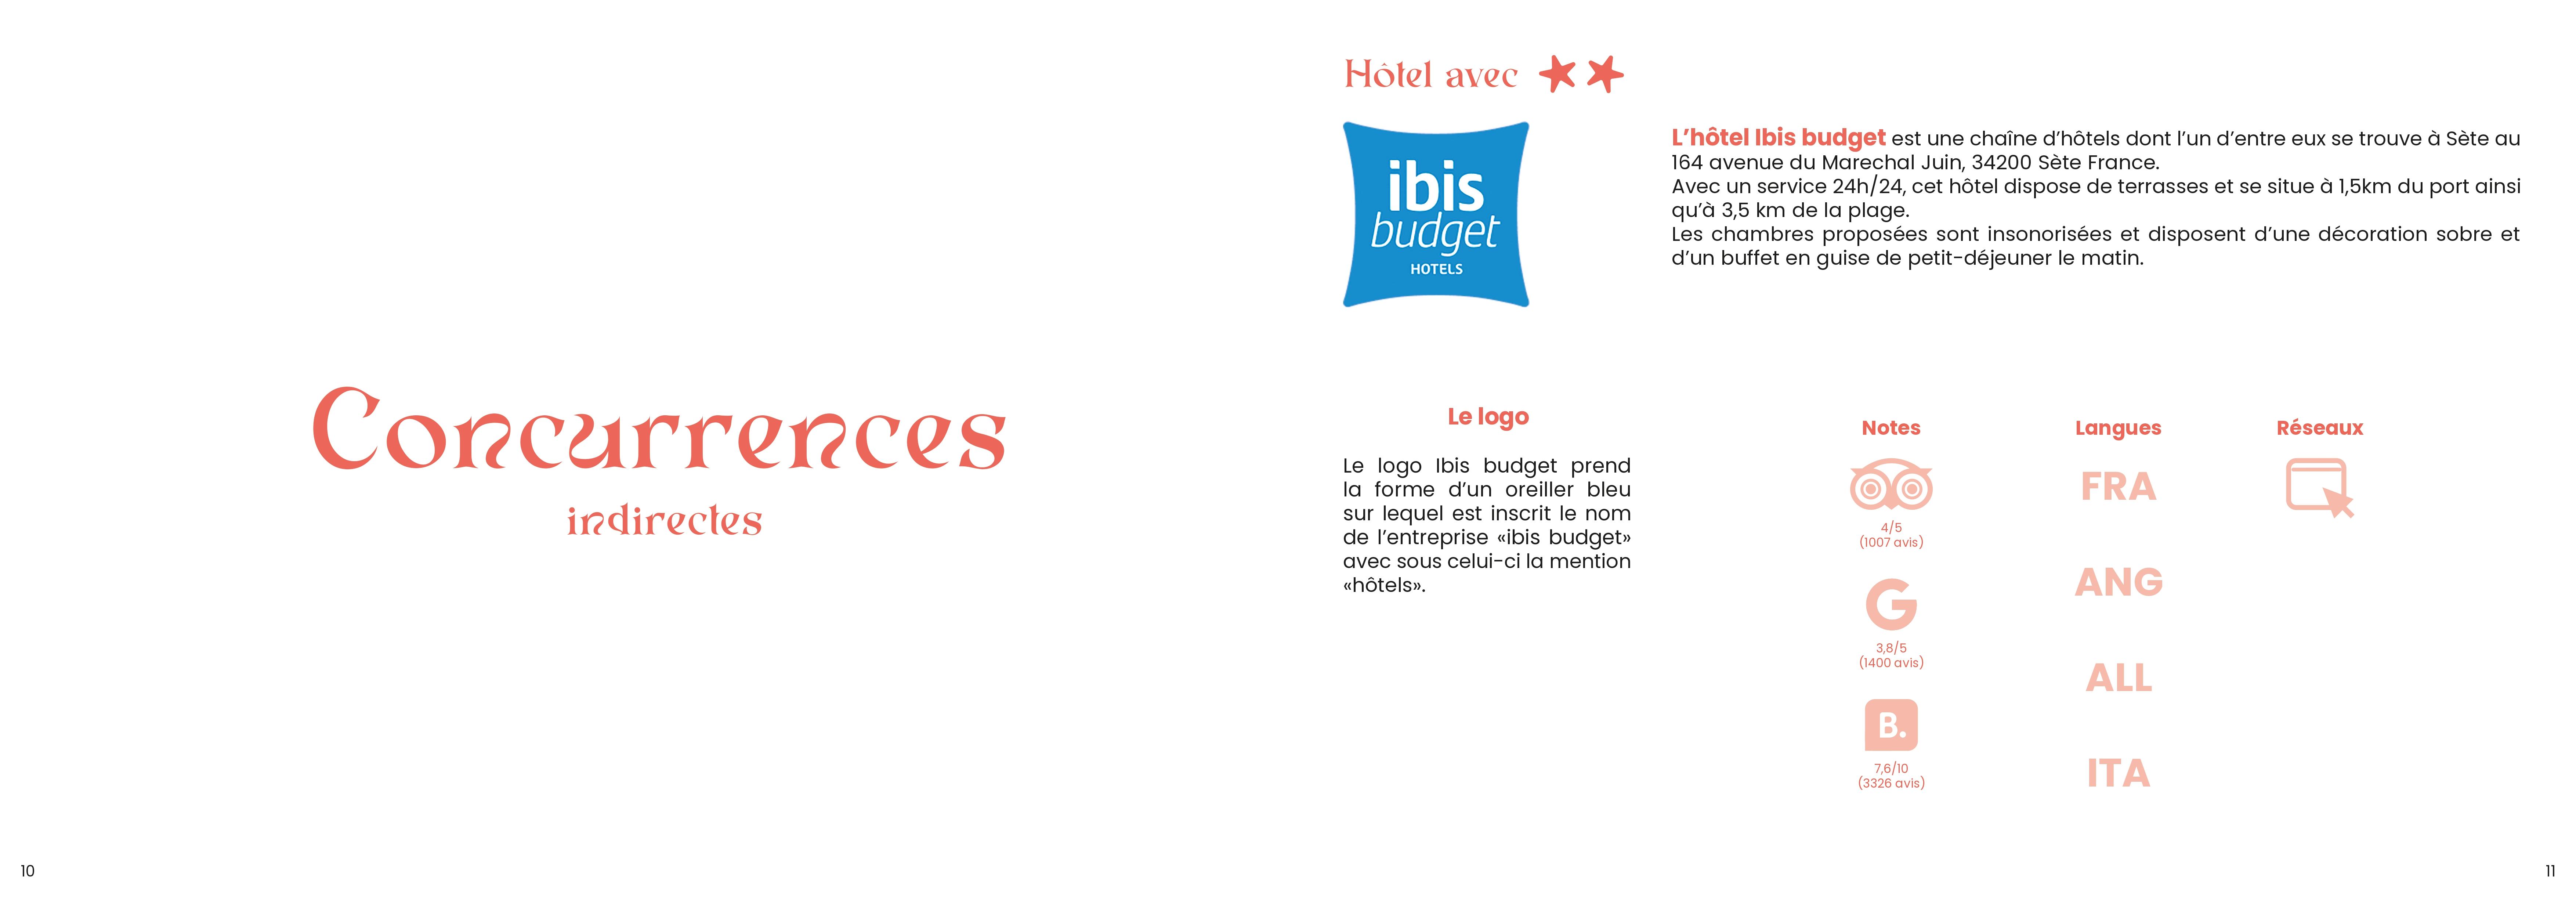 Concurrences
indirectes
10
Hôtel avec
ibis
budget
HOTELS
L’hôtel Ibis budget est une chaîne d’hôtels dont l’un d’entre eux se trouve à Sète au
164 avenue du Marechal Juin, 34200 Sète France.
Avec un service 24h/24, cet hôtel dispose de terrasses et se situe à 1,5km du port ainsi
qu’à 3,5 km de la plage.
Les chambres proposées sont insonorisées et disposent d’une décoration sobre et
d’un buffet en guise de petit-déjeuner le matin.
Le logo
Le logo Ibis budget prend
la forme d’un oreiller bleu
sur lequel est inscrit le nom
de l’entreprise «ibis budget»
avec sous celui-ci la mention
«hôtels».
Notes
4/5
(1007 avis)
G
3,8/5
(1400 avis)
B.
7,6/10
(3326 avis)
Langues
FRA
ANG
ALL
ITA
Réseaux
11